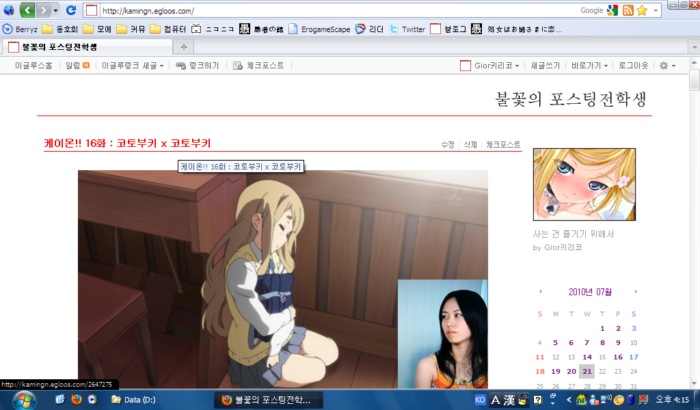 http://kamingn.egloos.com/
Google
Berryz 동호회 모에 커뮤 컴퓨터 ニコニコ 愚者の館 ErogameScape 리더 Twitter 블로그 処女はお姉さまに恋...
불꽃의 포스팅전학생
이글루스홈 알림 이글루링크 새글 링크하기 체크포스트 Gior키리코 새글쓰기 바로가기 로그아웃
불꽃의 포스팅전학생
케이온!! 16화 : 코토부키 x 코토부키 수정 삭제 체크포스트
케이온!! 16화 : 코토부키 x 코토부키
사는 건 즐기기 위해서
by Gior키리코
2010년 07월
S M T W T F S
1 2 3
4 5 6 7 8 9 10
11 12 13 14 15 16 17
18 19 20 21 22 23 24
25 26 27 28 29 30 31
http://kamingn.egloos.com/2647275
시작 Data (D:) 불꽃의 포스팅전학... KO A 漢 오후 4:15